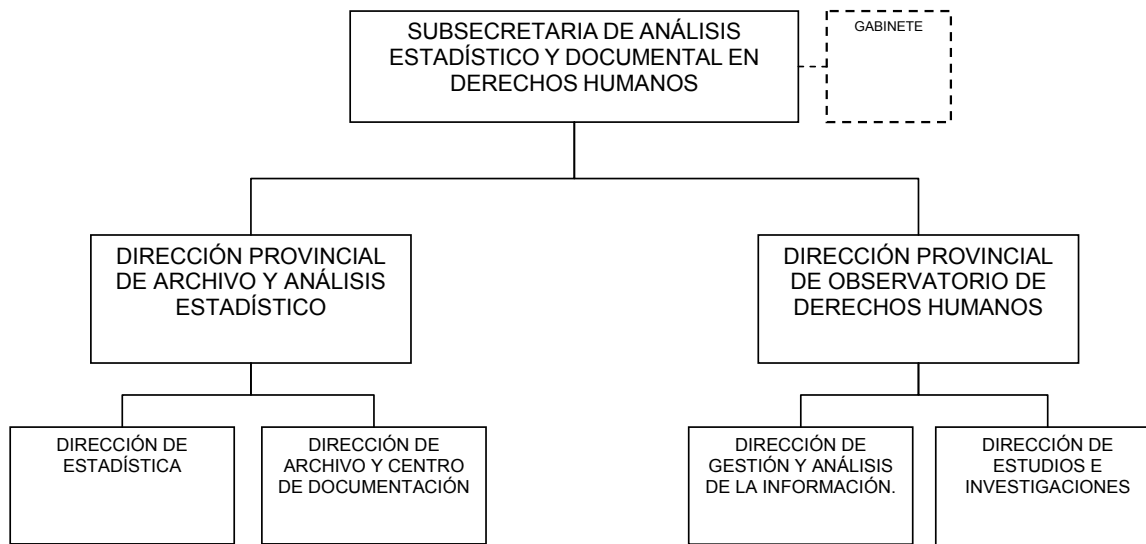 SUBSECRETARIA DE ANÁLISIS
ESTADÍSTICO Y DOCUMENTAL EN
DERECHOS HUMANOS
GABINETE
DIRECCIÓN PROVINCIAL
DE ARCHIVO Y ANÁLISIS
ESTADÍSTICO
DIRECCIÓN PROVINCIAL
DE OBSERVATORIO DE
DERECHOS HUMANOS
DIRECCIÓN DE
ESTADÍSTICA
DIRECCIÓN DE
ARCHIVO Y CENTRO
DE DOCUMENTACIÓN
DIRECCIÓN DE
GESTIÓN Y ANÁLISIS
DE LA INFORMACIÓN.
DIRECCIÓN DE
ESTUDIOS E
INVESTIGACIONES